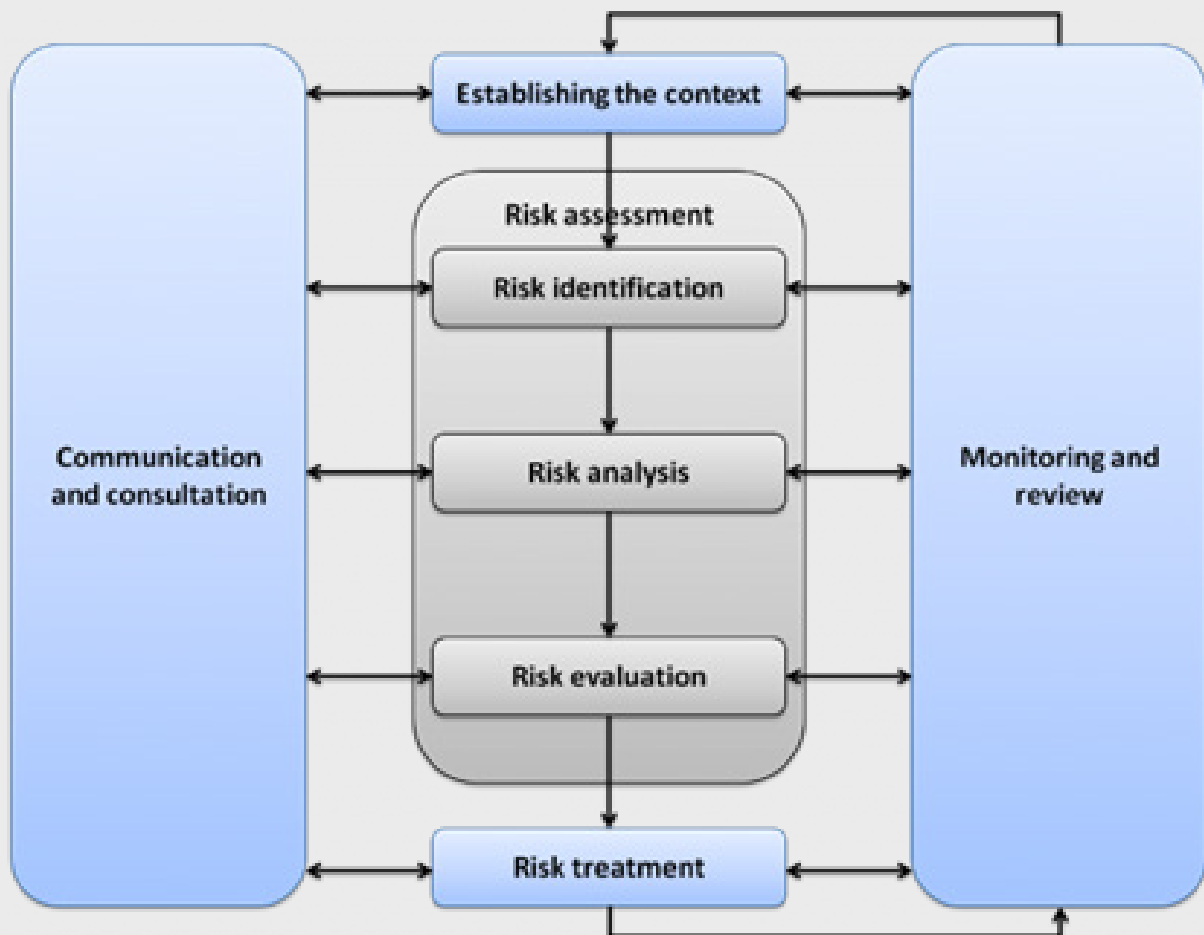 Establishing the context
Risk assessment
Risk identification
Communication
and consultation
Risk analysis
Monitoring and
review
Risk evaluation
Risk treatment